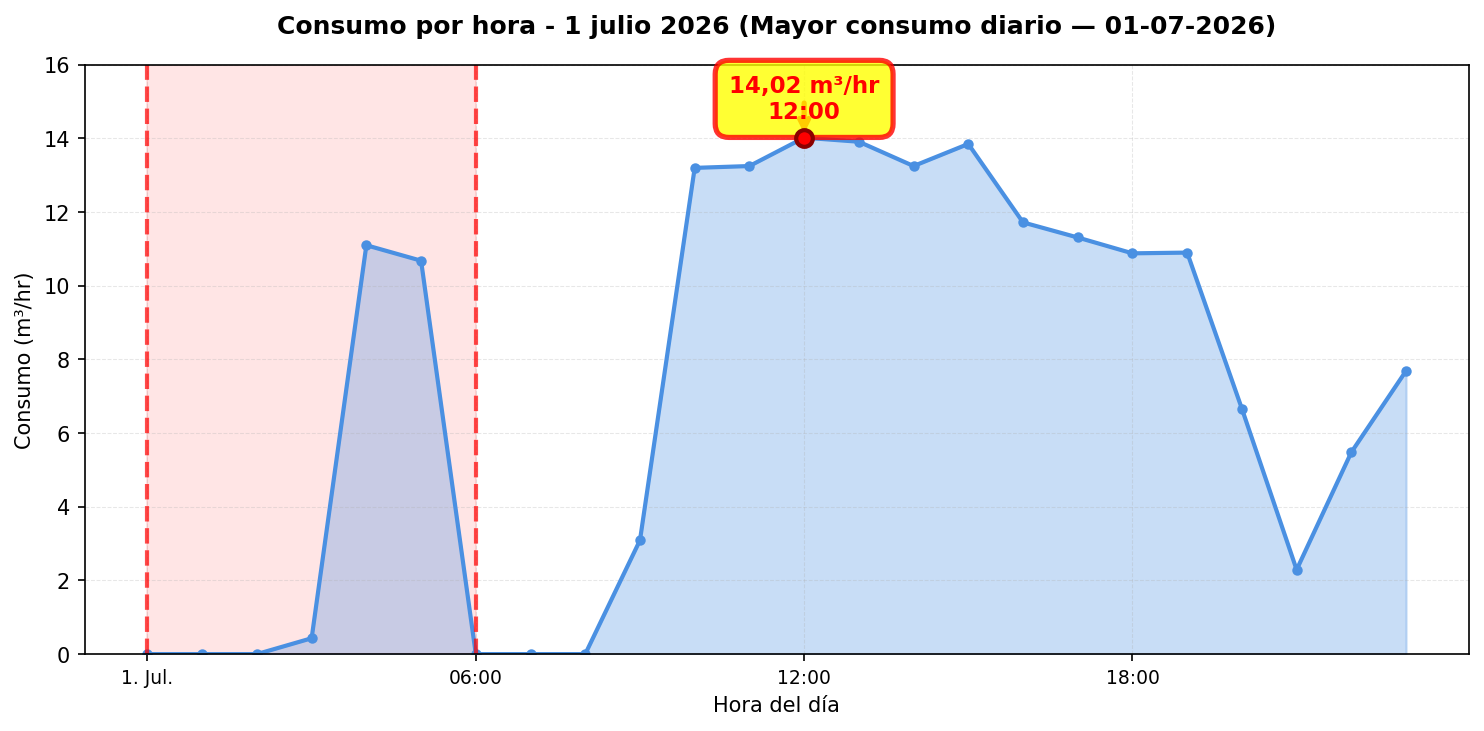 Consumo por hora - 1 julio 2026 (Mayor consumo diario — 01-07-2026)
14,02 m³/hr
12:00
Consumo (m³/hr)
16
14
12
10
8
6
4
2
0
1. Jul.
06:00
12:00
18:00
Hora del día